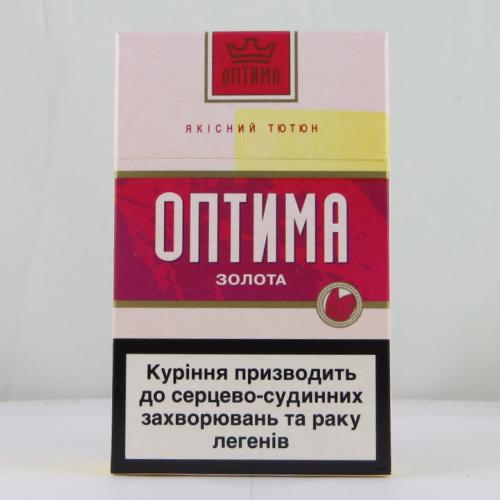 ОПТИМА
ЯКІСНИЙ ТЮТЮН
ОПТИМА
ЗОЛОТА
Куріння призводить
до серцево-судинних
захворювань та раку
легенів